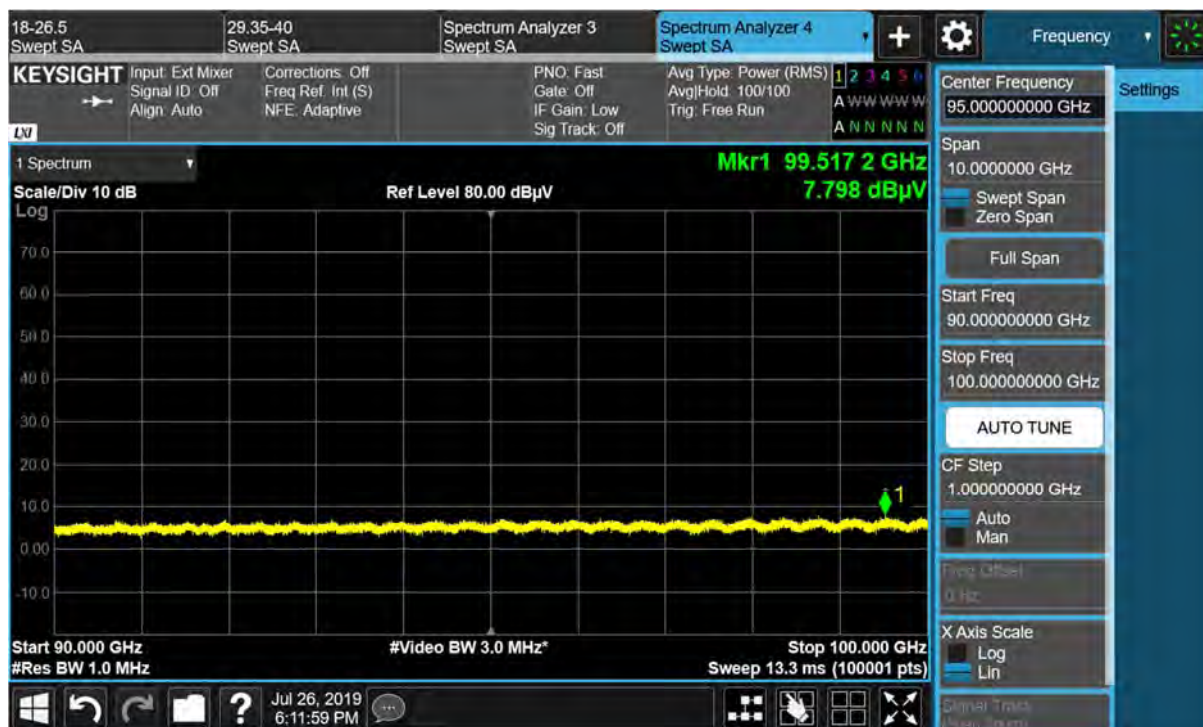 18-26.5
Swept SA
29.35-40
Swept SA
Spectrum Analyzer 3
Swept SA
Spectrum Analyzer 4
Swept SA
+
Frequency
KEYSIGHT
LXI
Input: Ext Mixer
Signal ID: Off
Align: Auto
Corrections: Off
Freq Ref: Int (S)
NFE: Adaptive
PNO: Fast
Gate: Off
IF Gain: Low
Sig Track: Off
Avg Type: Power (RMS)
Avg|Hold: 100/100
Trig: Free Run
1 2 3 4 5 6
A W W W W W
A N N N N N
1 Spectrum
Scale/Div 10 dB
Log
Ref Level 80.00 dBµV
Mkr1 99.517 2 GHz
7.798 dBµV
70.0
60.0
50.0
40.0
30.0
20.0
10.0
0.00
-10.0
1
Start 90.000 GHz
#Res BW 1.0 MHz
#Video BW 3.0 MHz*
Stop 100.000 GHz
Sweep 13.3 ms (100001 pts)
Center Frequency
95.000000000 GHz
Span
10.0000000 GHz
Swept Span
Zero Span
Full Span
Start Freq
90.000000000 GHz
Stop Freq
100.000000000 GHz
AUTO TUNE
CF Step
1.000000000 GHz
Auto
Man
Freq Offset
0 Hz
X Axis Scale
Log
Lin
Signal Track
Settings
?
Jul 26, 2019
6:11:59 PM